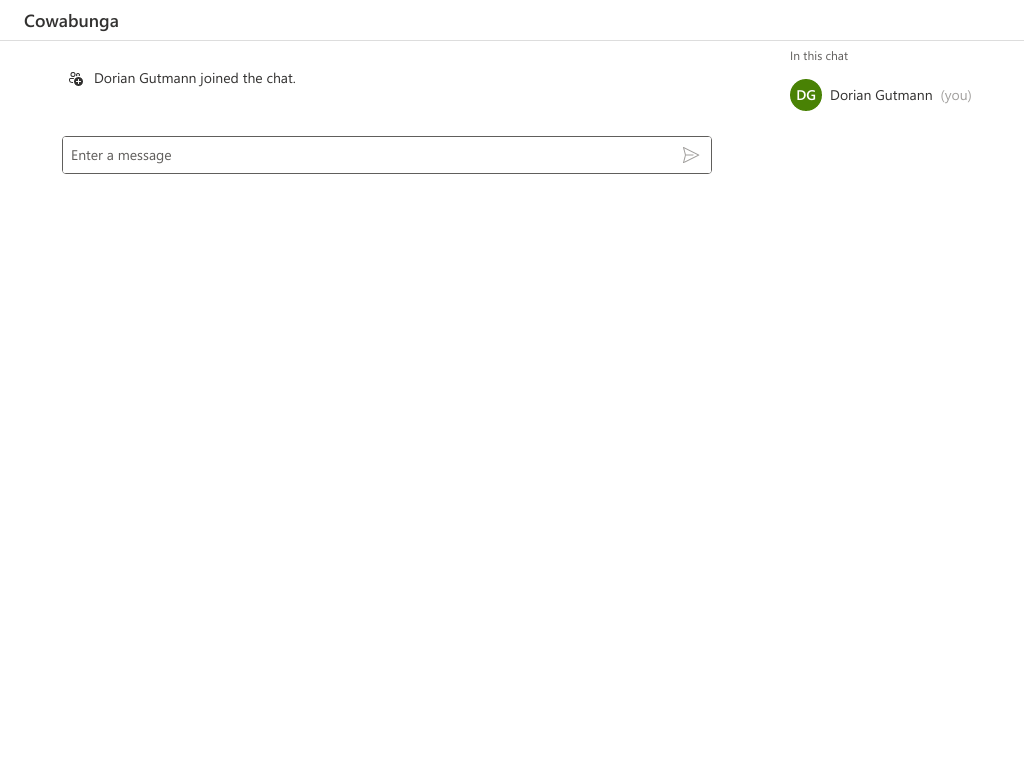 Cowabunga
Dorian Gutmann joined the chat.
Enter a message
In this chat
DG Dorian Gutmann (you)